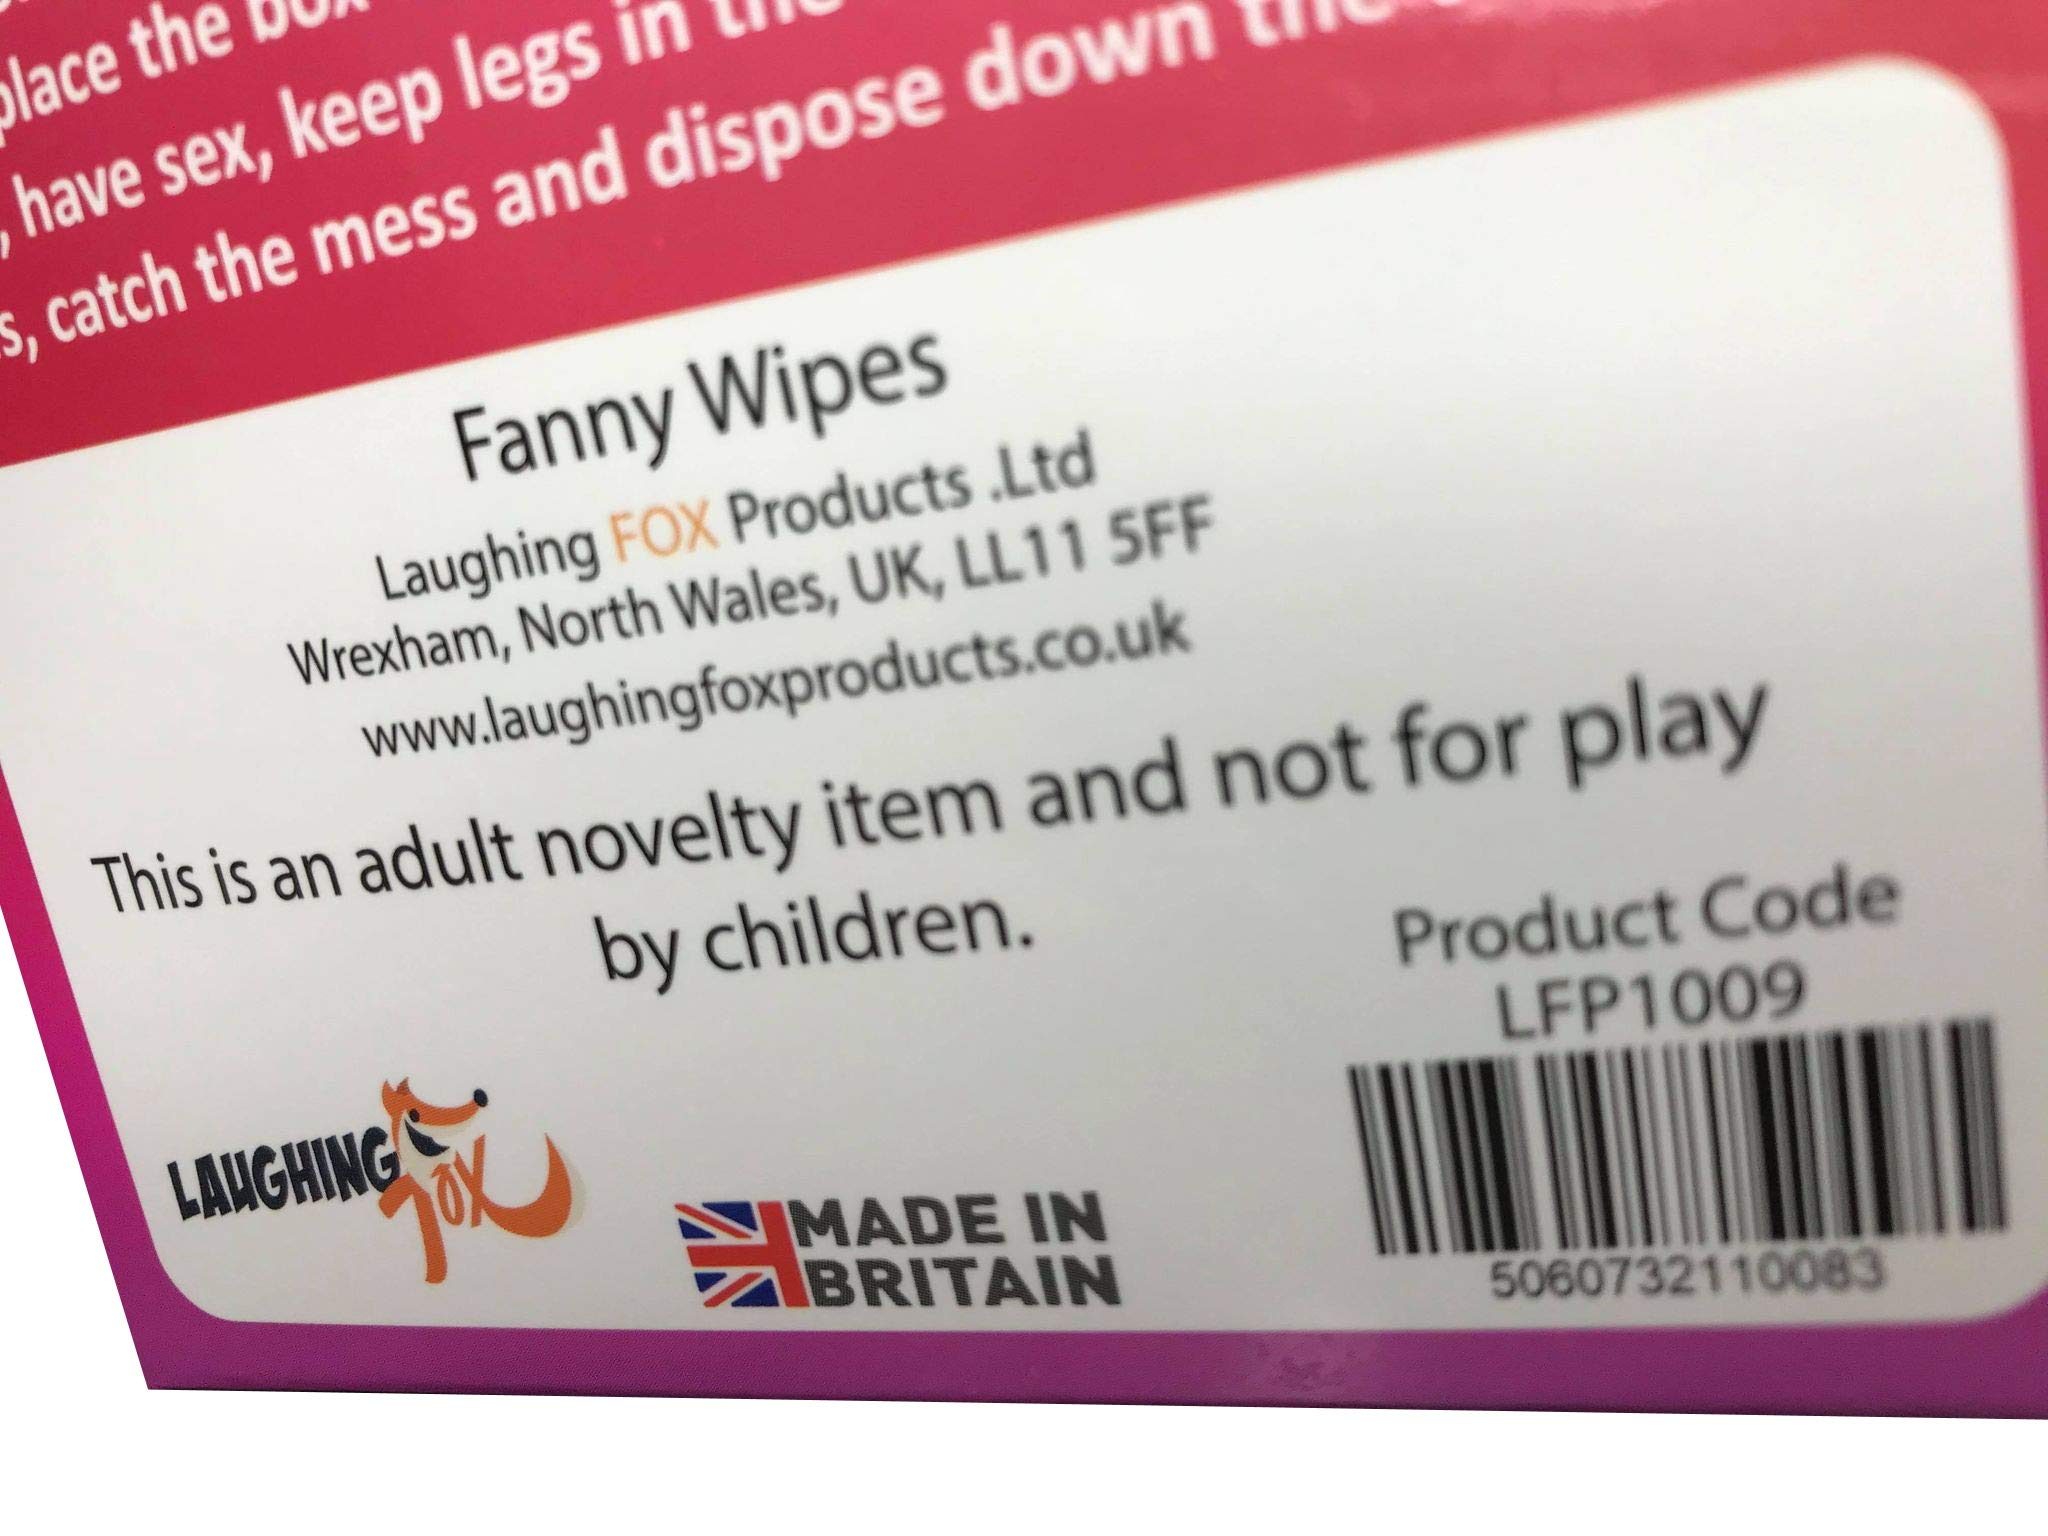 place the box
, have sex, keep legs in the
s, catch the mess and dispose down the
Fanny Wipes
Laughing FOX Products .Ltd
Wrexham, North Wales, UK, LL11 5FF
www.laughingfoxproducts.co.uk
This is an adult novelty item and not for play
by children.
Product Code
LFP1009
LAUGHING FOX
MADE IN
BRITAIN
5060732110083